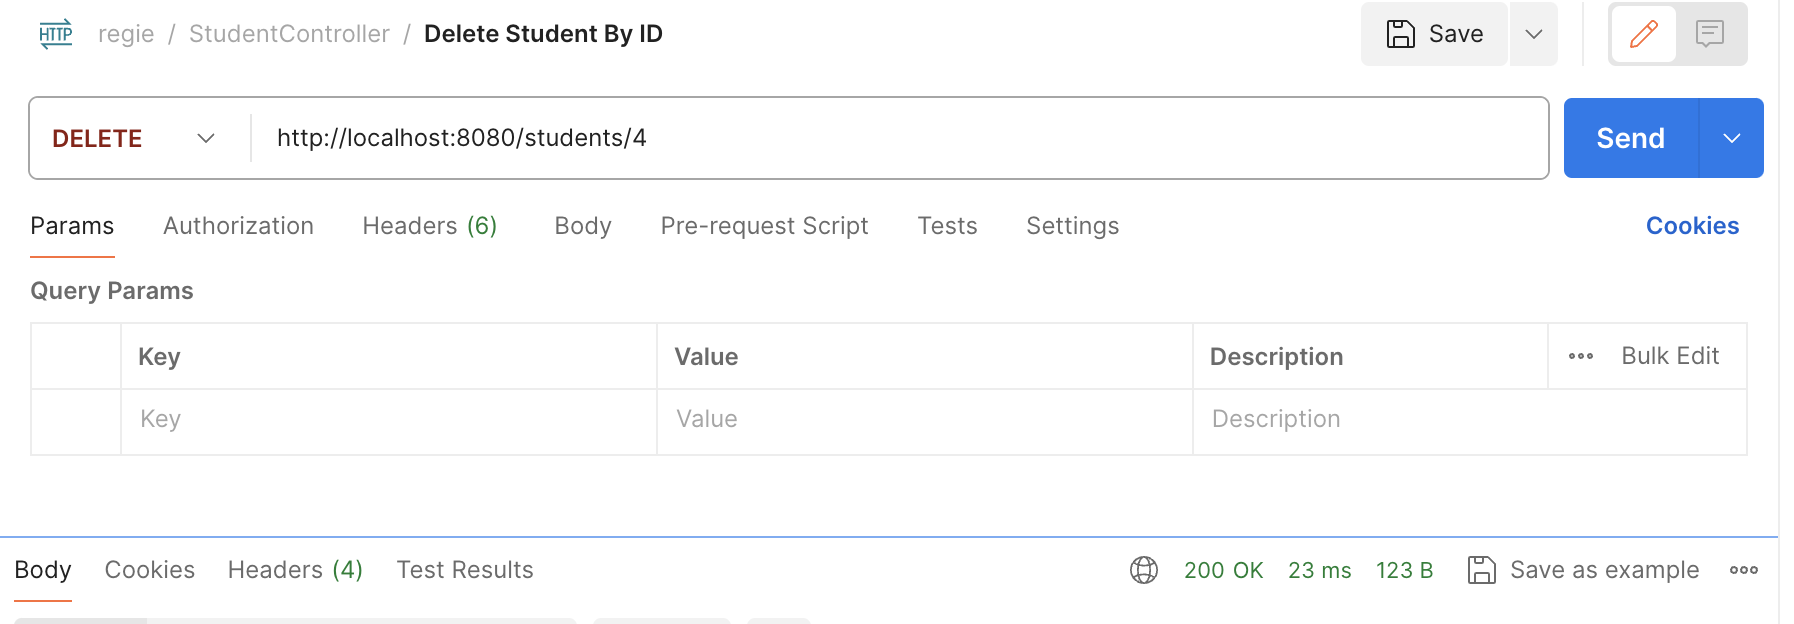 HTTP regie / StudentController / Delete Student By ID Save
DELETE http://localhost:8080/students/4 Send
Params Authorization Headers (6) Body Pre-request Script Tests Settings Cookies
Query Params
Key Value Description Bulk Edit
Key Value Description
Body Cookies Headers (4) Test Results 200 OK 23 ms 123 B Save as example